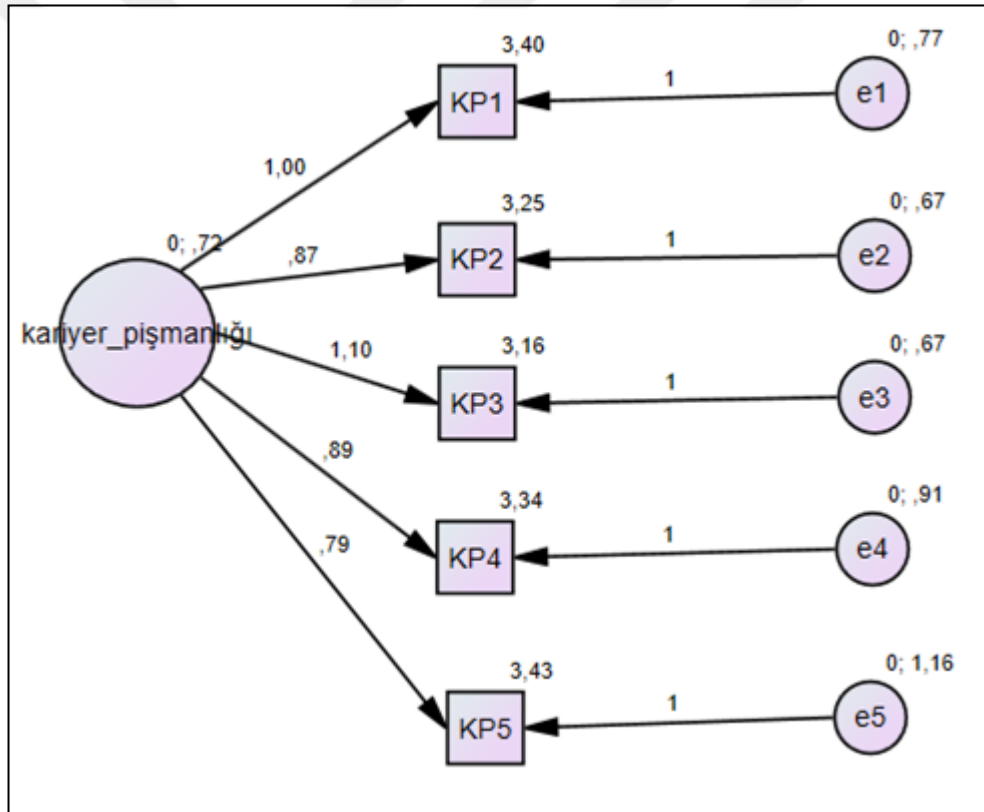 3,40
0; ,77
KP1
1
e1
1,00
3,25
0; ,67
0; ,72
,87
KP2
1
e2
kariyer_pişmanlığı
1,10
3,16
0; ,67
KP3
1
e3
,89
3,34
0; ,91
KP4
1
e4
,79
3,43
0; 1,16
KP5
1
e5